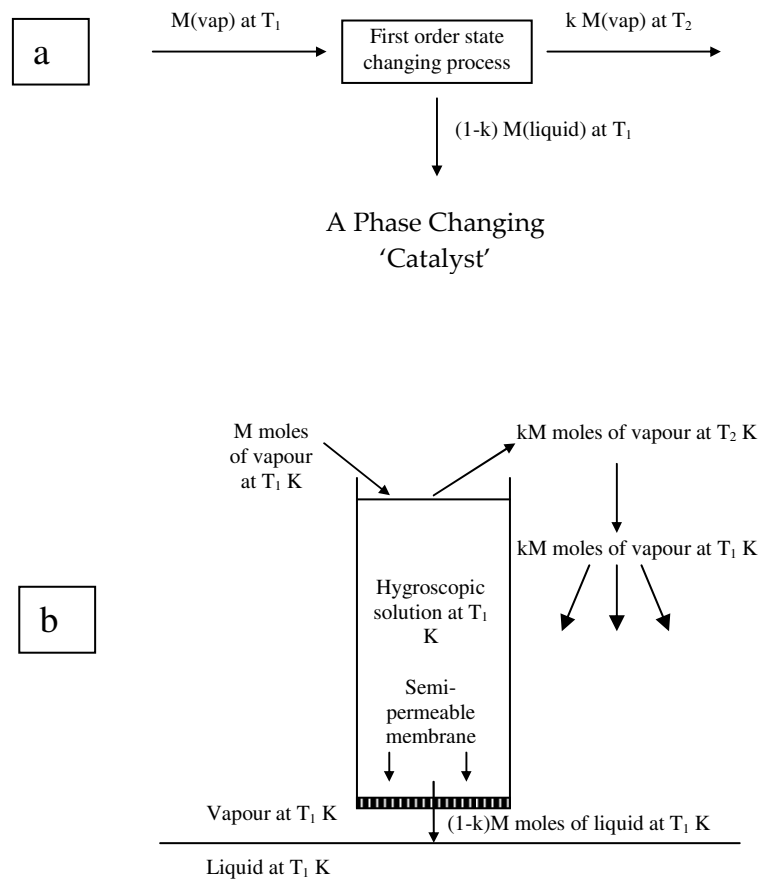 a
M(vap) at T₁
First order state
changing process
k M(vap) at T₂
(1-k) M(liquid) at T₁
A Phase Changing
‘Catalyst’
b
M moles
of vapour
at T₁ K
kM moles of vapour at T₂ K
kM moles of vapour at T₁ K
Hygroscopic
solution at T₁
K
Semi-
permeable
membrane
Vapour at T₁ K
(1-k)M moles of liquid at T₁ K
Liquid at T₁ K